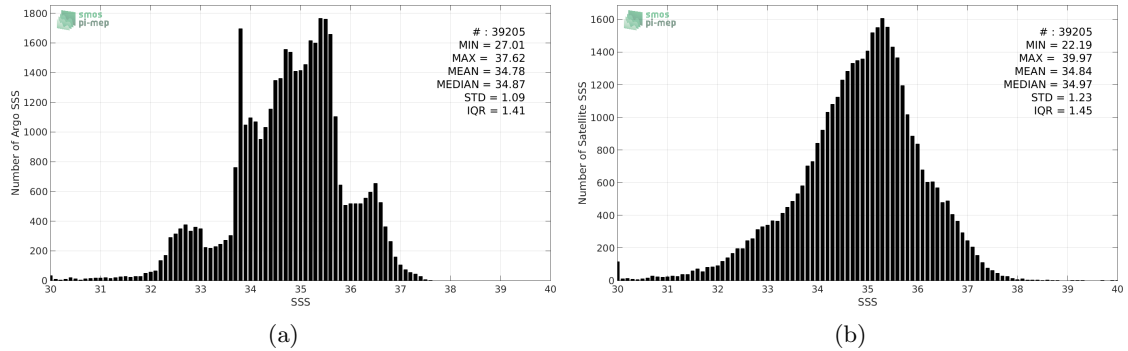 smos
pi-mep
# : 39205
MIN = 27.01
MAX = 37.62
MEAN = 34.78
MEDIAN = 34.87
STD = 1.09
IQR = 1.41
Number of Argo SSS
1800
1600
1400
1200
1000
800
600
400
200
0
30 31 32 33 34 35 36 37 38 39 40
SSS
(a)
smos
pi-mep
# : 39205
MIN = 22.19
MAX = 39.97
MEAN = 34.84
MEDIAN = 34.97
STD = 1.23
IQR = 1.45
Number of Satellite SSS
1600
1400
1200
1000
800
600
400
200
0
30 31 32 33 34 35 36 37 38 39 40
SSS
(b)